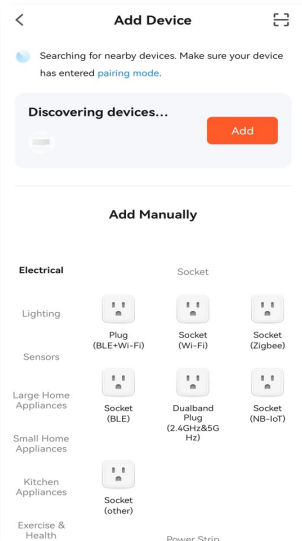 Add Device
Searching for nearby devices. Make sure your device
has entered pairing mode.
Discovering devices...
Add
Add Manually
Electrical
Socket
Lighting
Plug
(BLE+Wi-Fi)
Socket
(Wi-Fi)
Socket
(Zigbee)
Sensors
Large Home
Appliances
Socket
(BLE)
Dualband
Plug
(2.4GHz&5G
Hz)
Socket
(NB-IoT)
Small Home
Appliances
Kitchen
Appliances
Socket
(other)
Exercise &
Health
Power Strip